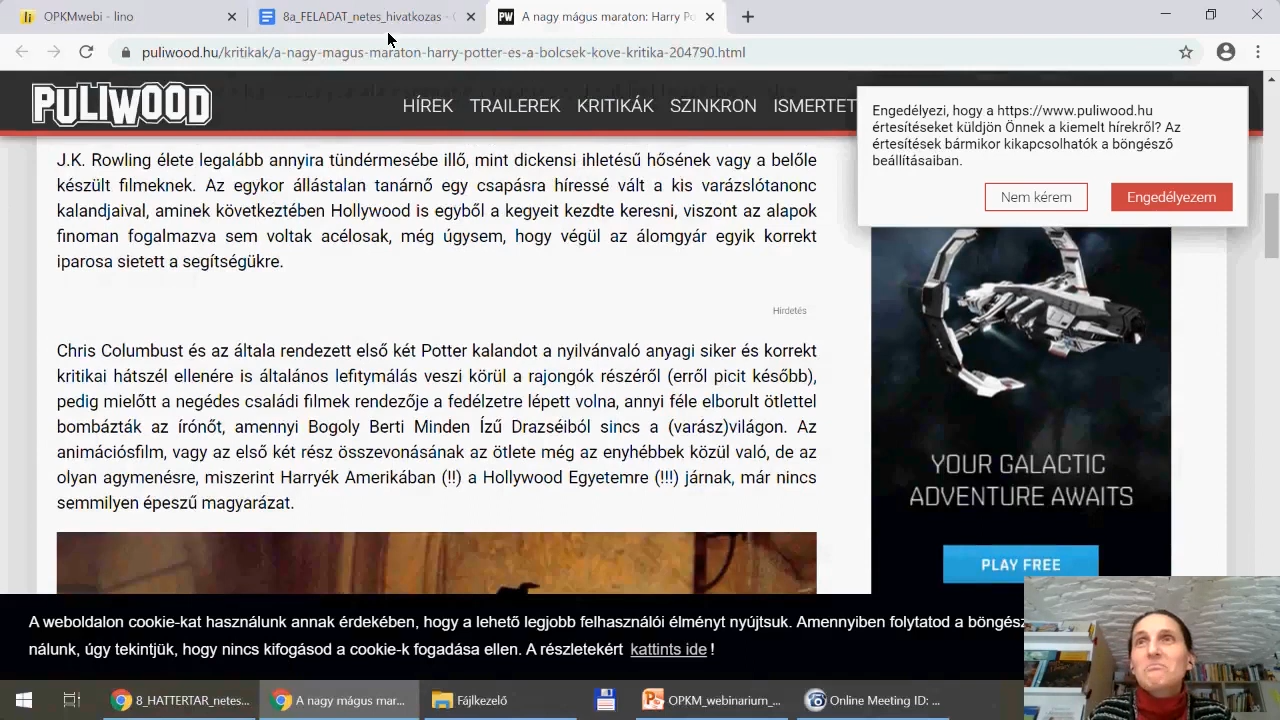 OPKMwebi - lino
8a_FELADAT_netes_hivatkozas - G
A nagy mágus maraton: Harry Po
puliwood.hu/kritikak/a-nagy-magus-maraton-harry-potter-es-a-bolcsek-kove-kritika-204790.html
PULIWOOD
HÍREK TRAILEREK KRITIKÁK SZINKRON ISMERTET
Engedélyezi, hogy a https://www.puliwood.hu
értesítéseket küldjön Önnek a kiemelt hírekről? Az
értesítések bármikor kikapcsolhatók a böngésző
beállításaiban.
Nem kérem
Engedélyezem
J.K. Rowling élete legalább annyira tündérmesébe illő, mint dickensi ihletésű hősének vagy a belőle
készült filmeknek. Az egykor állástalan tanárnő egy csapásra híressé vált a kis varázslótanonc
kalandjaival, aminek következtében Hollywood is egyből a kegyeit kezdte keresni, viszont az alapok
finoman fogalmazva sem voltak acélosak, még úgysem, hogy végül az álomgyár egyik korrekt
iparosa sietett a segítségükre.
Hirdetés
Chris Columbust és az általa rendezett első két Potter kalandot a nyilvánvaló anyagi siker és korrekt
kritikai hátszél ellenére is általános lefitymálás veszi körül a rajongók részéről (erről picit később),
pedig mielőtt a negédes családi filmek rendezője a fedélzetre lépett volna, annyi féle elborult ötlettel
bombázták az írónőt, amennyi Bogoly Berti Minden Ízű Drazséiból sincs a (varász)világon. Az
animációsfilm, vagy az első két rész összevonásának az ötlete még az enyhébbek közül való, de az
olyan agymenésre, miszerint Harryék Amerikában (!!) a Hollywood Egyetemre (!!!) járnak, már nincs
semmilyen épeszű magyarázat.
YOUR GALACTIC
ADVENTURE AWAITS
PLAY FREE
A weboldalon cookie-kat használunk annak érdekében, hogy a lehető legjobb felhasználói élményt nyújtsuk. Amennyiben folytatod a böngész
nálunk, úgy tekintjük, hogy nincs kifogásod a cookie-k fogadása ellen. A részletekért kattints ide !
8_HATTERTAR_netes...
A nagy mágus mar...
Fájlkezelő
OPKM_webinarium_...
Online Meeting ID: ...